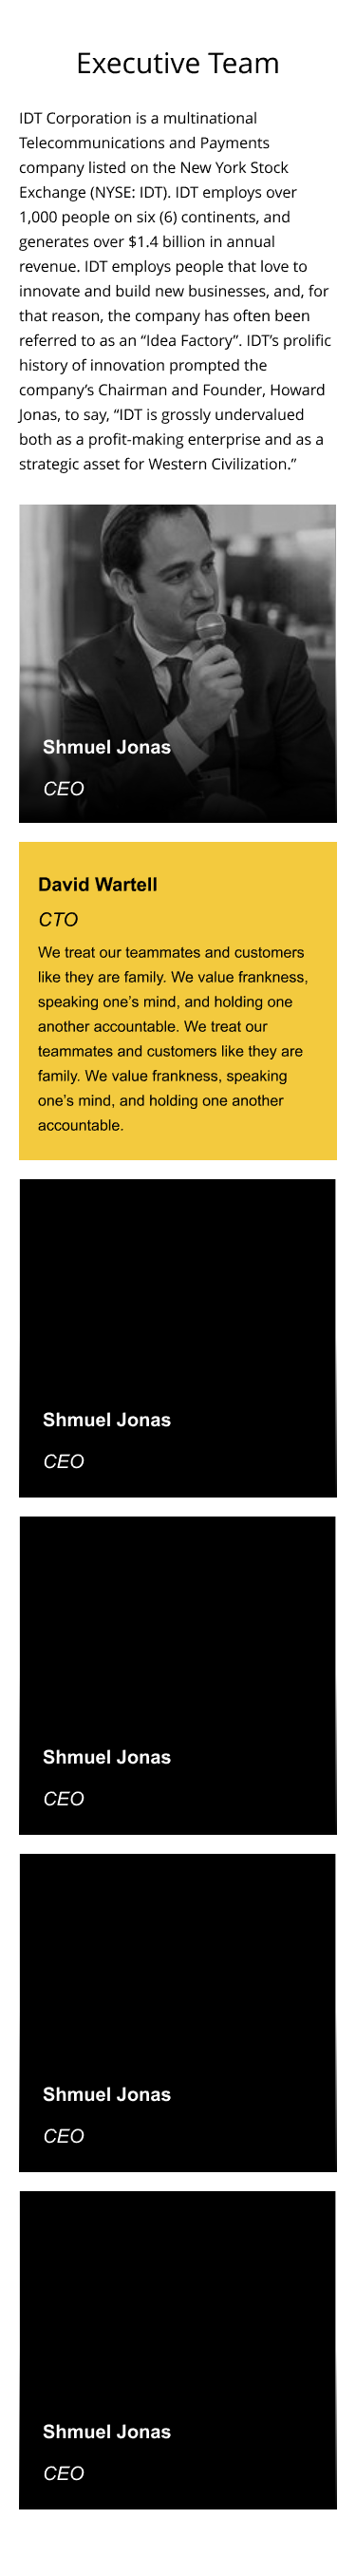 Executive Team
IDT Corporation is a multinational
Telecommunications and Payments
company listed on the New York Stock
Exchange (NYSE: IDT). IDT employs over
1,000 people on six (6) continents, and
generates over $1.4 billion in annual
revenue. IDT employs people that love to
innovate and build new businesses, and, for
that reason, the company has often been
referred to as an “Idea Factory”. IDT’s prolific
history of innovation prompted the
company’s Chairman and Founder, Howard
Jonas, to say, “IDT is grossly undervalued
both as a profit-making enterprise and as a
strategic asset for Western Civilization.”
Shmuel Jonas
CEO
David Wartell
CTO
We treat our teammates and customers
like they are family. We value frankness,
speaking one’s mind, and holding one
another accountable. We treat our
teammates and customers like they are
family. We value frankness, speaking
one’s mind, and holding one another
accountable.
Shmuel Jonas
CEO
Shmuel Jonas
CEO
Shmuel Jonas
CEO
Shmuel Jonas
CEO